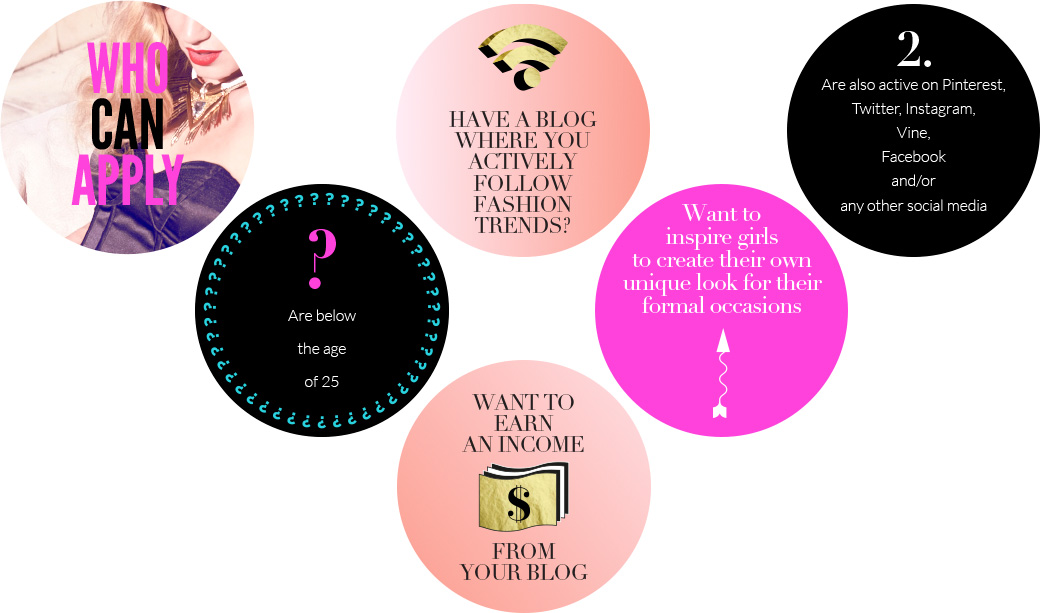 WHO
CAN
APPLY
HAVE A BLOG
WHERE YOU
ACTIVELY
FOLLOW
FASHION
TRENDS?
2.
Are also active on Pinterest,
Twitter, Instagram,
Vine,
Facebook
and/or
any other social media
?
Are below
the age
of 25
Want to
inspire girls
to create their own
unique look for their
formal occasions
WANT TO
EARN
AN INCOME
$
FROM
YOUR BLOG